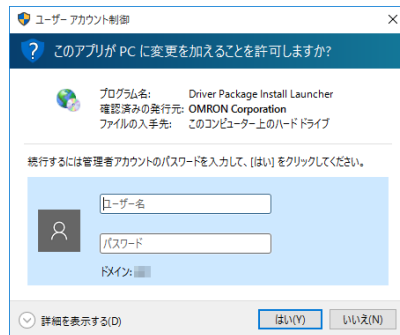 ユーザー アカウント制御
このアプリが PC に変更を加えることを許可しますか?
プログラム名: Driver Package Install Launcher
確認済みの発行元: OMRON Corporation
ファイルの入手先: このコンピューター上のハード ドライブ
続行するには管理者アカウントのパスワードを入力して、[はい] をクリックしてください。
ユーザー名
パスワード
ドメイン:
詳細を表示する(D)
はい(Y)
いいえ(N)